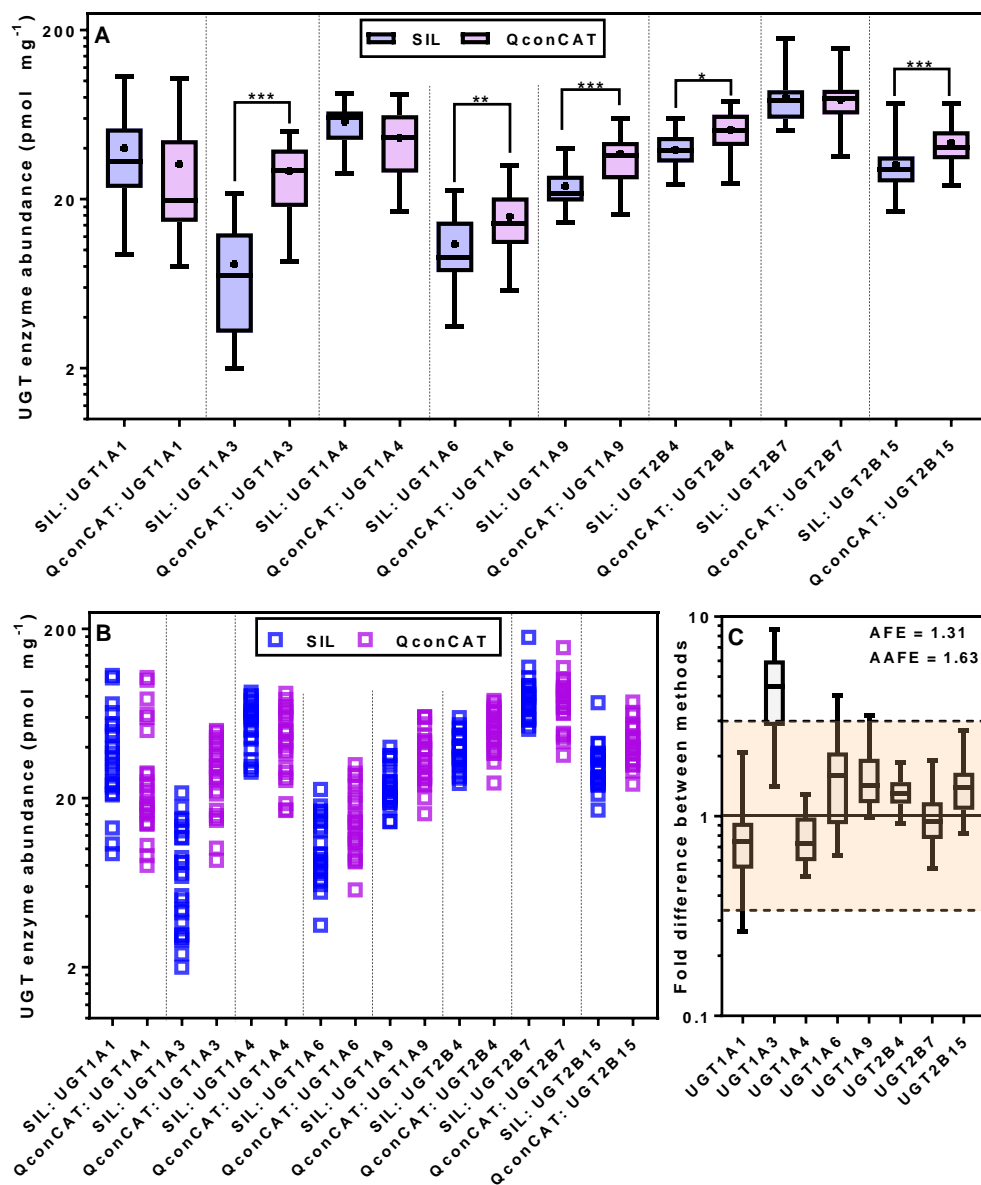 A
SIL QconCAT
UGT enzyme abundance (pmol mg⁻¹)
200
20
2
***
**
***
*
***
SIL: UGT1A1
QconCAT: UGT1A1
SIL: UGT1A3
QconCAT: UGT1A3
SIL: UGT1A4
QconCAT: UGT1A4
SIL: UGT1A6
QconCAT: UGT1A6
SIL: UGT1A9
QconCAT: UGT1A9
SIL: UGT2B4
QconCAT: UGT2B4
SIL: UGT2B7
QconCAT: UGT2B7
SIL: UGT2B15
QconCAT: UGT2B15
B
SIL QconCAT
UGT enzyme abundance (pmol mg⁻¹)
200
20
2
SIL: UGT1A1
QconCAT: UGT1A1
SIL: UGT1A3
QconCAT: UGT1A3
SIL: UGT1A4
QconCAT: UGT1A4
SIL: UGT1A6
QconCAT: UGT1A6
SIL: UGT1A9
QconCAT: UGT1A9
SIL: UGT2B4
QconCAT: UGT2B4
SIL: UGT2B7
QconCAT: UGT2B7
SIL: UGT2B15
QconCAT: UGT2B15
C
AFE = 1.31
AAFE = 1.63
Fold difference between methods
10
1
0.1
UGT1A1
UGT1A3
UGT1A4
UGT1A6
UGT1A9
UGT2B4
UGT2B7
UGT2B15